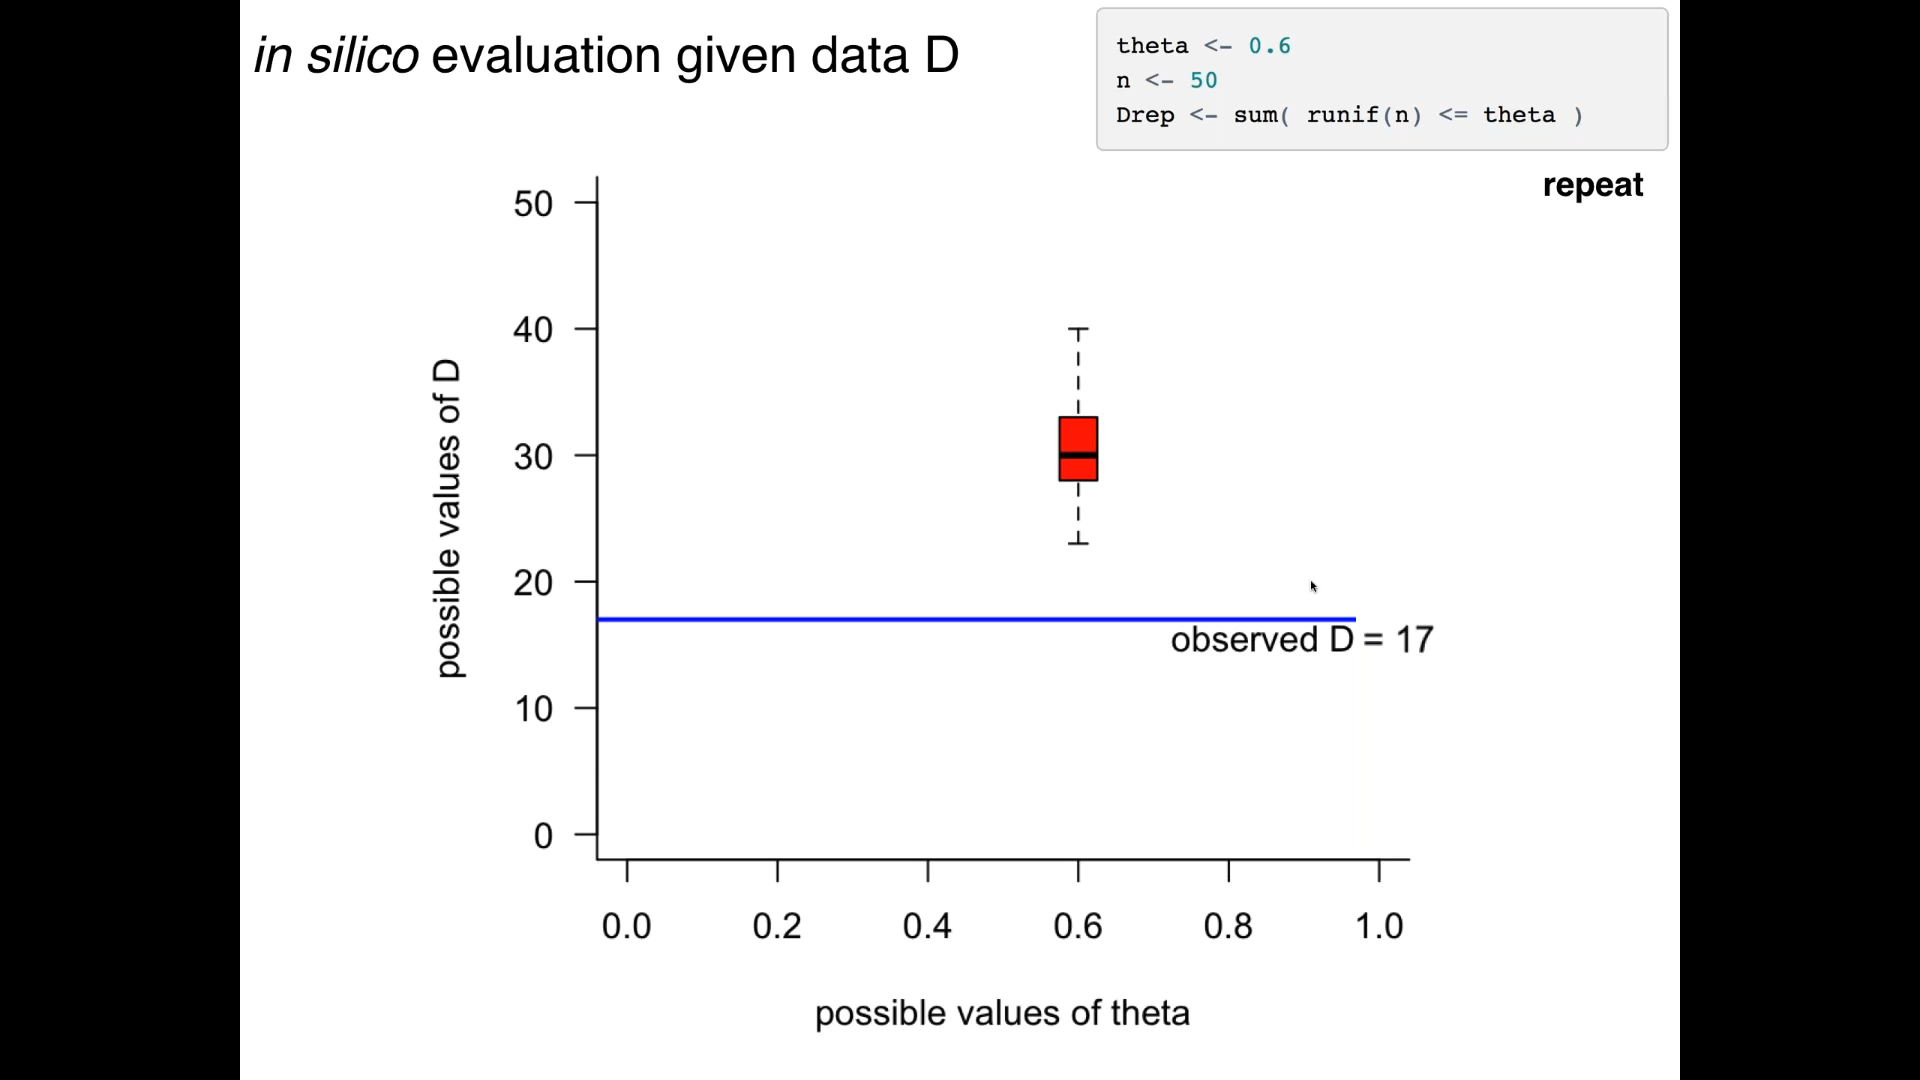 in silico evaluation given data D
theta <- 0.6
n <- 50
Drep <- sum( runif(n) <= theta )
repeat
50
40
30
20
10
0
possible values of D
observed D = 17
0.0 0.2 0.4 0.6 0.8 1.0
possible values of theta